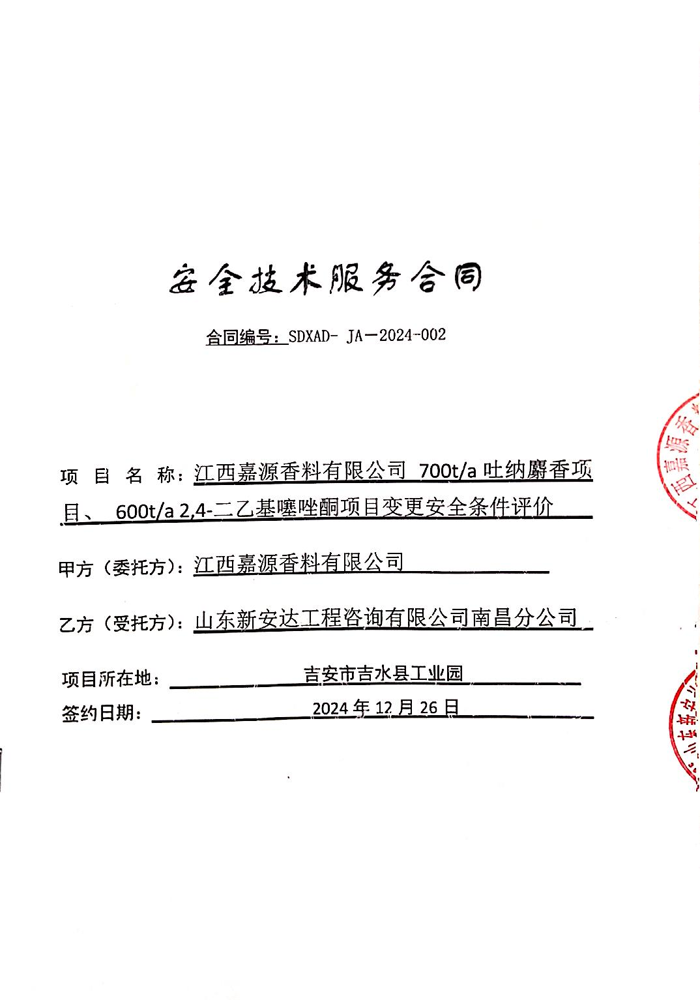 安全技术服务合同
合同编号：SDXAD- JA－2024-002
项 目 名 称：江西嘉源香料有限公司 700t/a 吐纳麝香项
目、 600t/a 2,4-二乙基噻唑酮项目变更安全条件评价
甲方（委托方）：江西嘉源香料有限公司
乙方（受托方）：山东新安达工程咨询有限公司南昌分公司
项目所在地： 吉安市吉水县工业园
签约日期： 2024 年 12 月 26 日
江西嘉源香料
山东新安